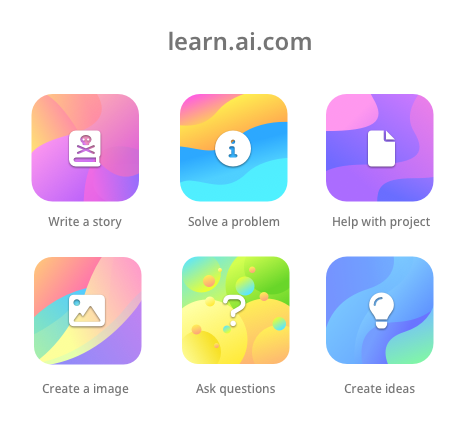 learn.ai.com
Write a story
Solve a problem
Help with project
Create a image
Ask questions
Create ideas